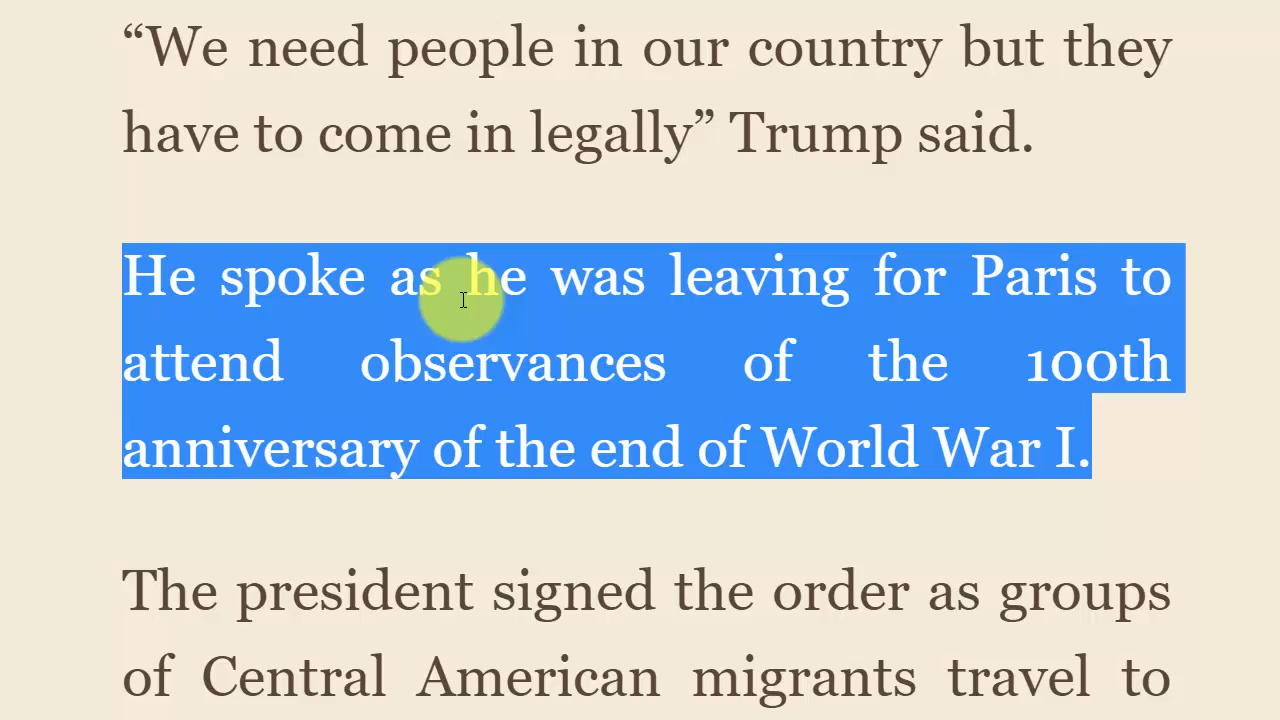 “We need people in our country but they
have to come in legally” Trump said.
He spoke as he was leaving for Paris to
attend observances of the 100th
anniversary of the end of World War I.
The president signed the order as groups
of Central American migrants travel to